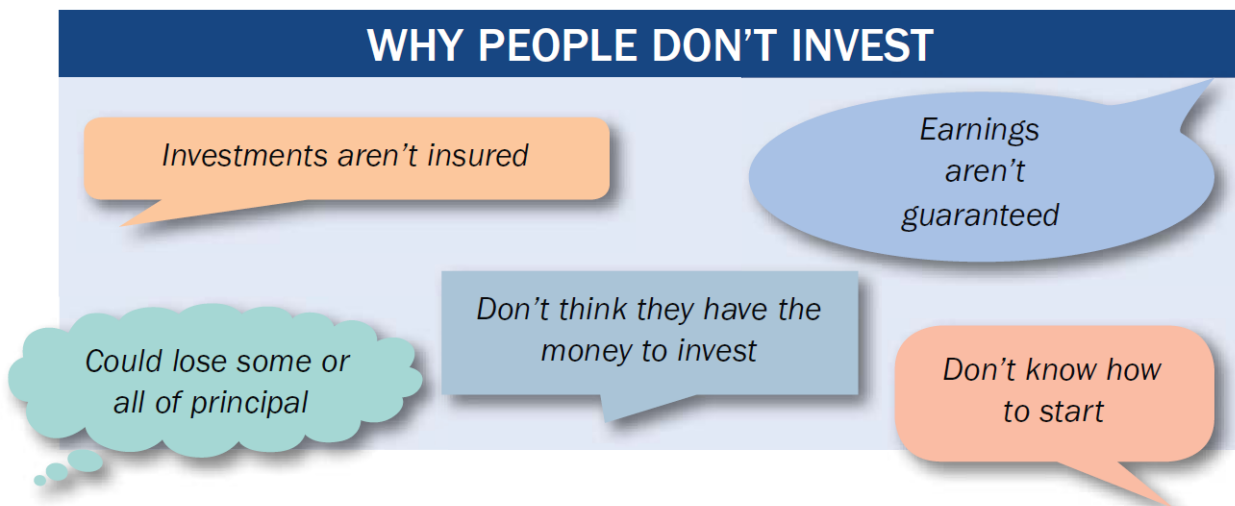 WHY PEOPLE DON’T INVEST
Investments aren’t insured
Earnings
aren’t
guaranteed
Could lose some or
all of principal
Don’t think they have the
money to invest
Don’t know how
to start